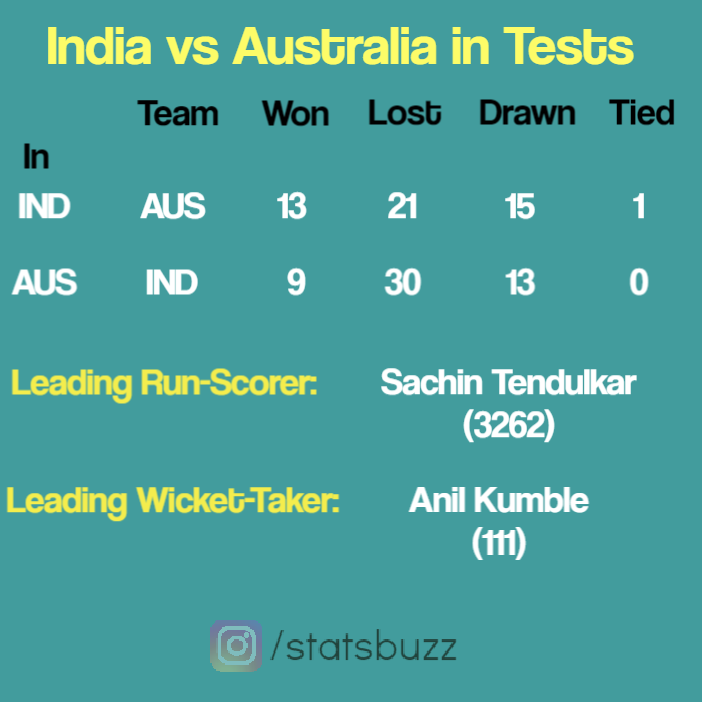 India vs Australia in Tests
Team Won Lost Drawn Tied
In
IND AUS 13 21 15 1
AUS IND 9 30 13 0
Leading Run-Scorer: Sachin Tendulkar
(3262)
Leading Wicket-Taker: Anil Kumble
(111)
/statsbuzz